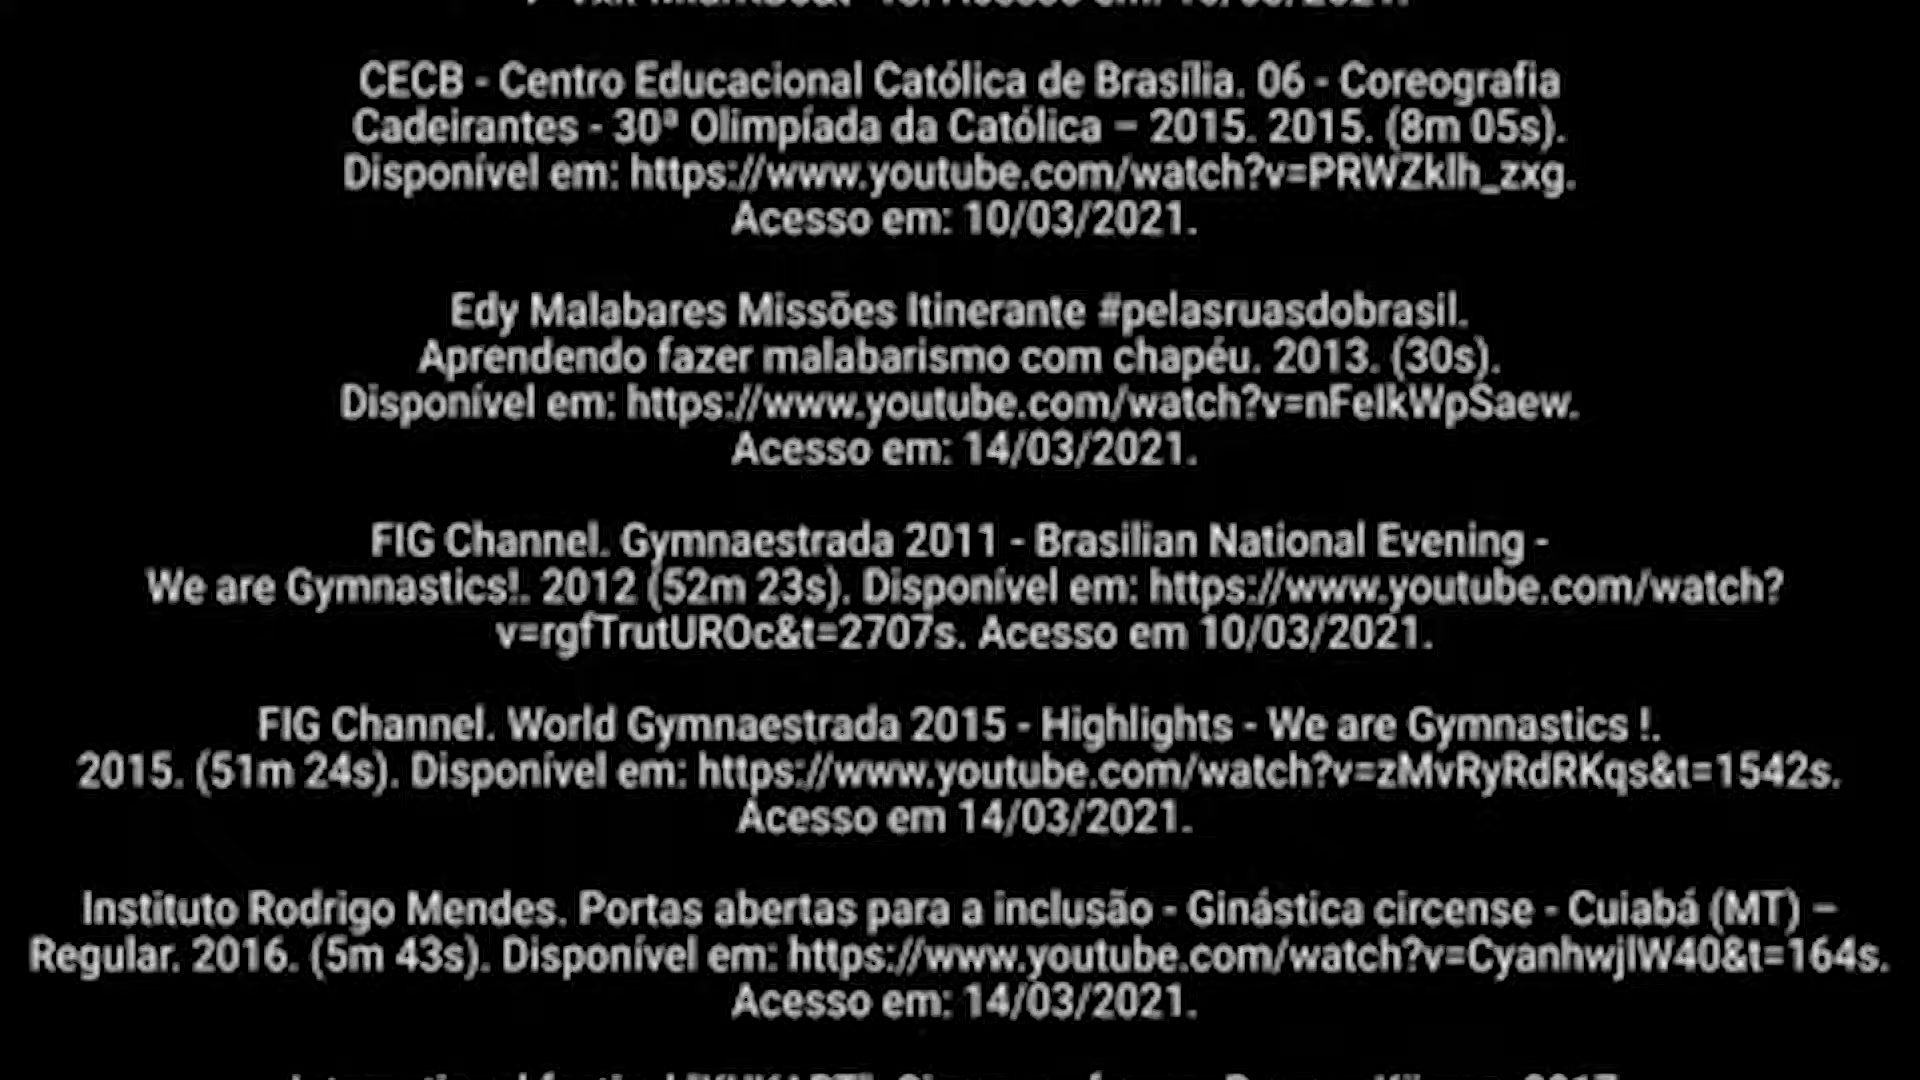 CECB - Centro Educacional Católica de Brasília. 06 - Coreografia
Cadeirantes - 30ª Olimpíada da Católica – 2015. 2015. (8m 05s).
Disponível em: https://www.youtube.com/watch?v=PRWZklh_zxg.
Acesso em: 10/03/2021.
Edy Malabares Missões Itinerante #pelasruasdobrasil.
Aprendendo fazer malabarismo com chapéu. 2013. (30s).
Disponível em: https://www.youtube.com/watch?v=nFeIkWpSaew.
Acesso em: 14/03/2021.
FIG Channel. Gymnaestrada 2011 - Brasilian National Evening -
We are Gymnastics!. 2012 (52m 23s). Disponível em: https://www.youtube.com/watch?
v=rgfTrutUROc&t=2707s. Acesso em 10/03/2021.
FIG Channel. World Gymnaestrada 2015 - Highlights - We are Gymnastics !.
2015. (51m 24s). Disponível em: https://www.youtube.com/watch?v=zMvRyRdRKqs&t=1542s.
Acesso em 14/03/2021.
Instituto Rodrigo Mendes. Portas abertas para a inclusão - Ginástica circense - Cuiabá (MT) –
Regular. 2016. (5m 43s). Disponível em: https://www.youtube.com/watch?v=CyanhwjlW40&t=164s.
Acesso em: 14/03/2021.